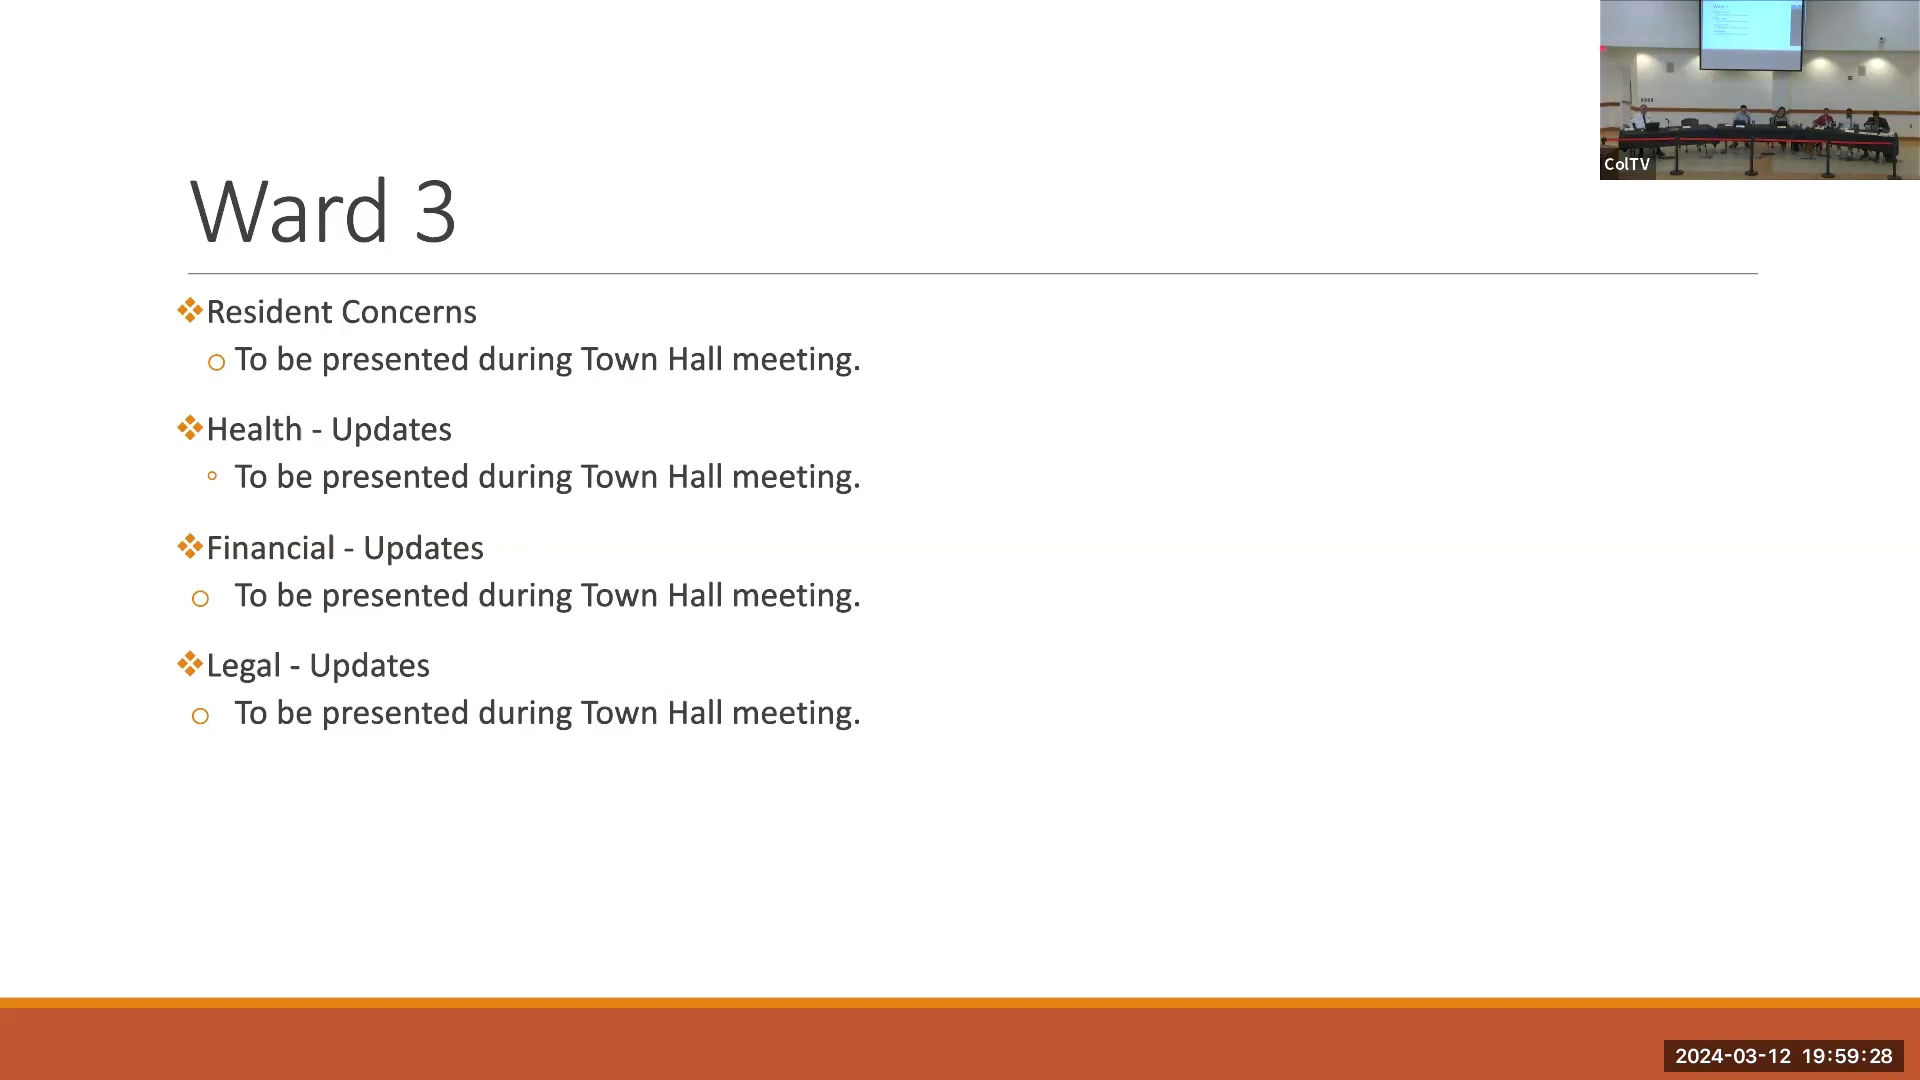 ColTV
Ward 3
Resident Concerns
To be presented during Town Hall meeting.
Health - Updates
To be presented during Town Hall meeting.
Financial - Updates
To be presented during Town Hall meeting.
Legal - Updates
To be presented during Town Hall meeting.
2024-03-12 19:59:28